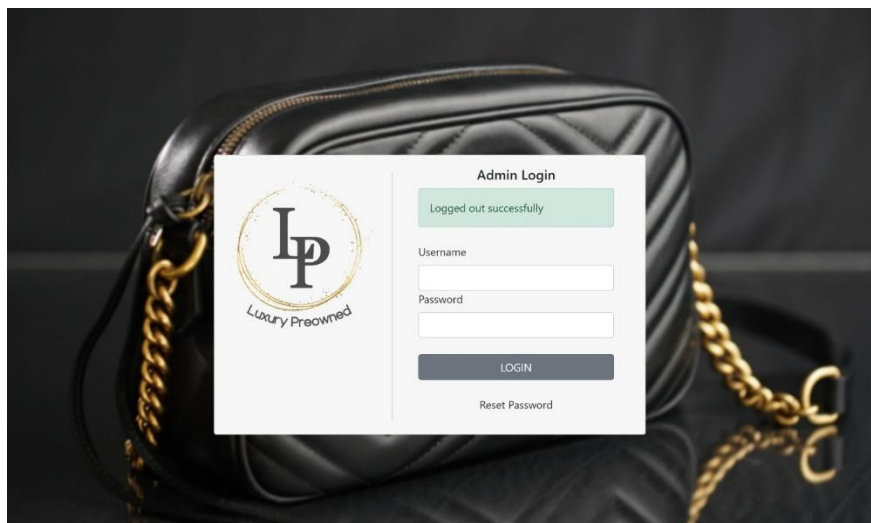 LP
Luxury Preowned
Admin Login
Logged out successfully
Username
Password
LOGIN
Reset Password